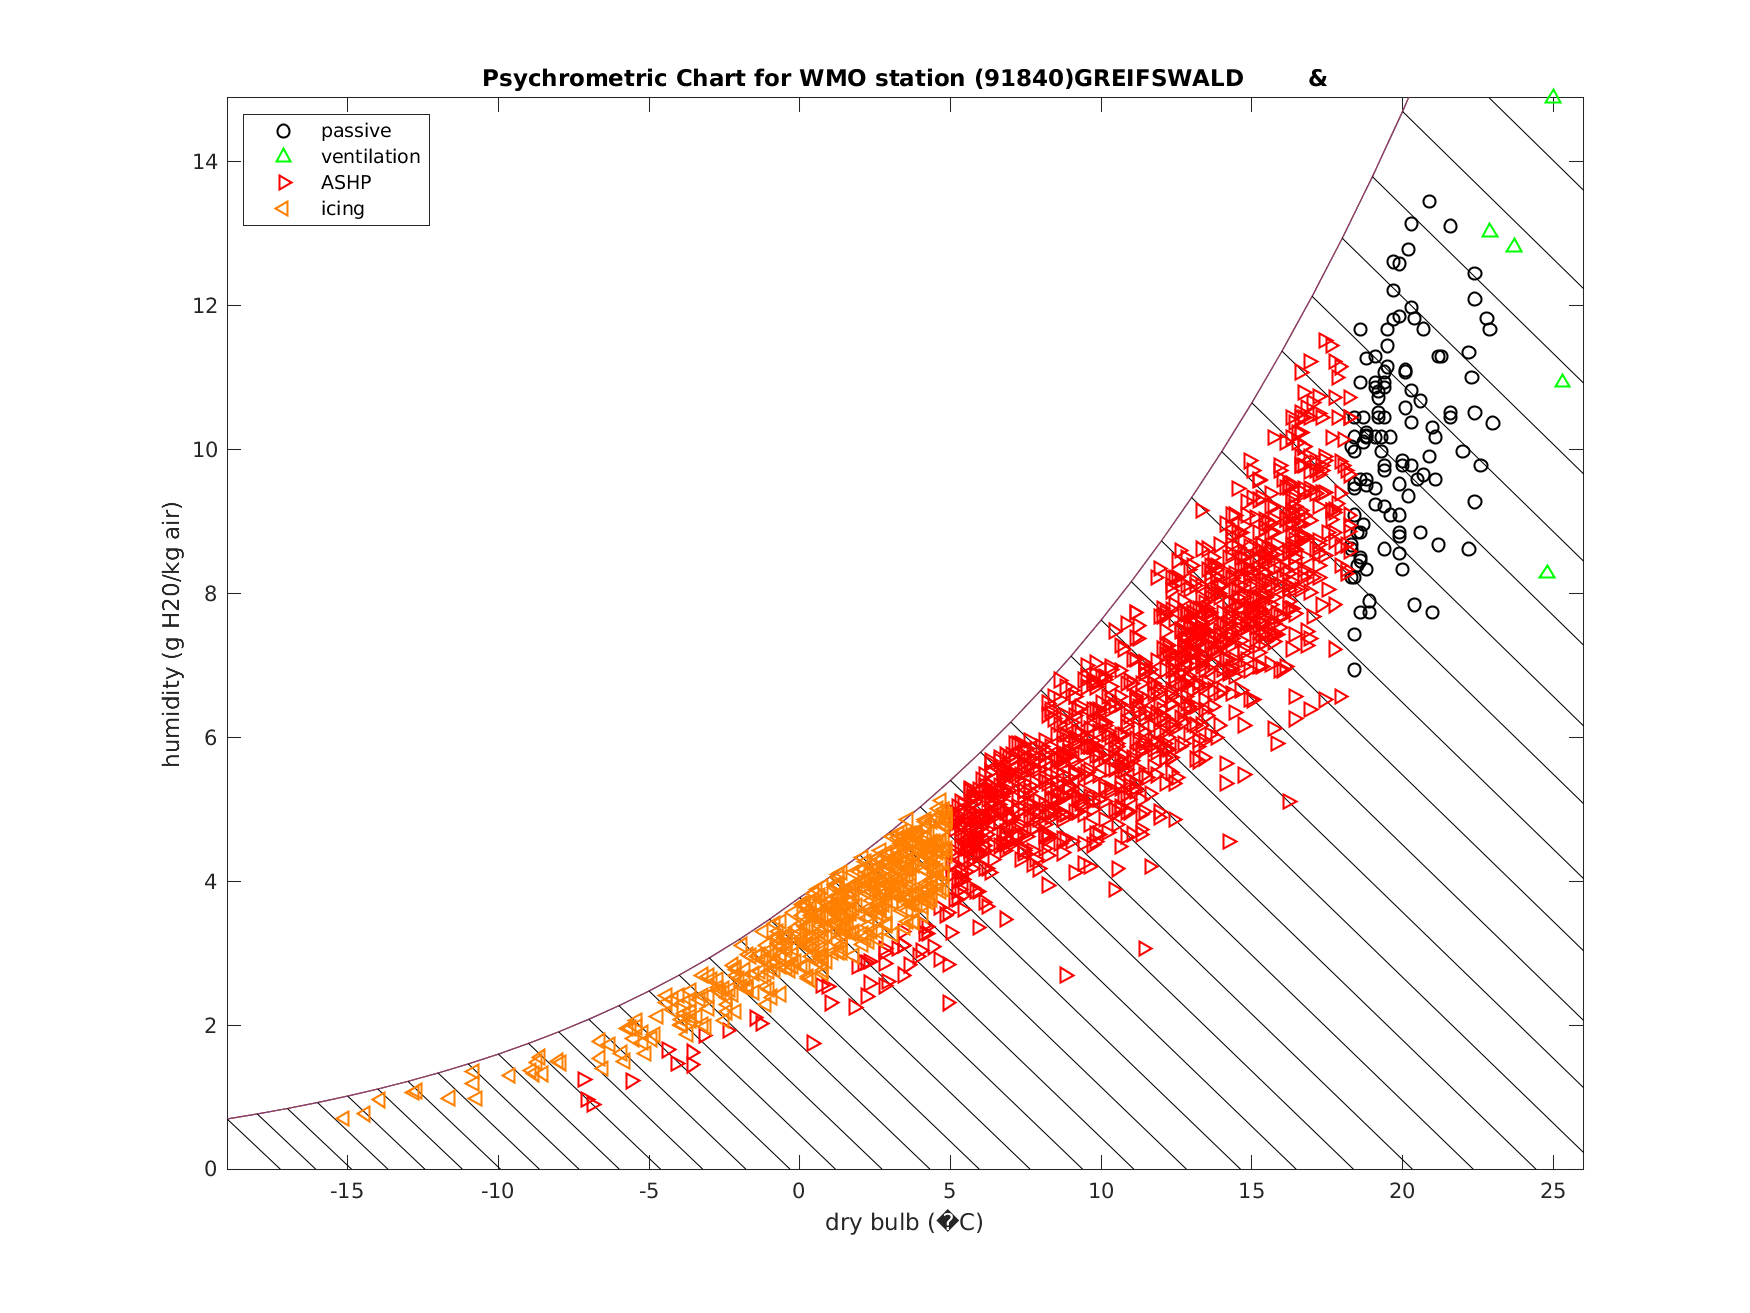 Psychrometric Chart for WMO station (91840)GREIFSWALD &
passive
ventilation
ASHP
icing
14
12
10
8
6
4
2
0
humidity (g H20/kg air)
-15 -10 -5 0 5 10 15 20 25
dry bulb (�C)